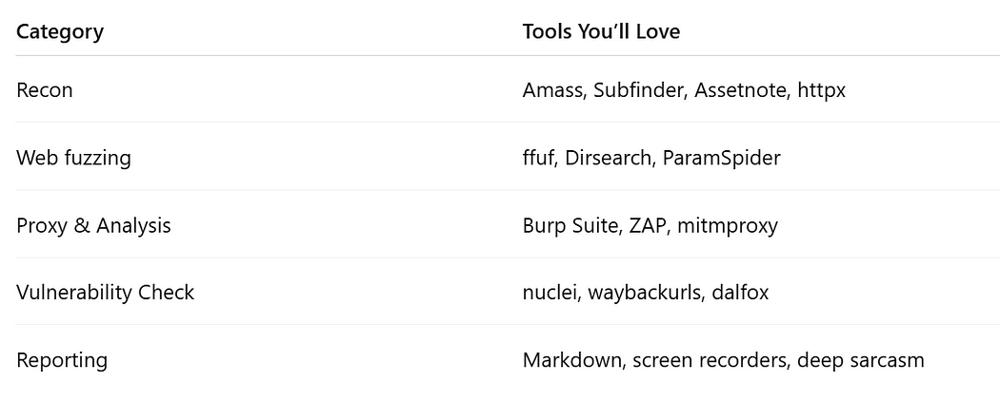 Category Tools You’ll Love
Recon Amass, Subfinder, Assetnote, httpx
Web fuzzing ffuf, Dirsearch, ParamSpider
Proxy & Analysis Burp Suite, ZAP, mitmproxy
Vulnerability Check nuclei, waybackurls, dalfox
Reporting Markdown, screen recorders, deep sarcasm